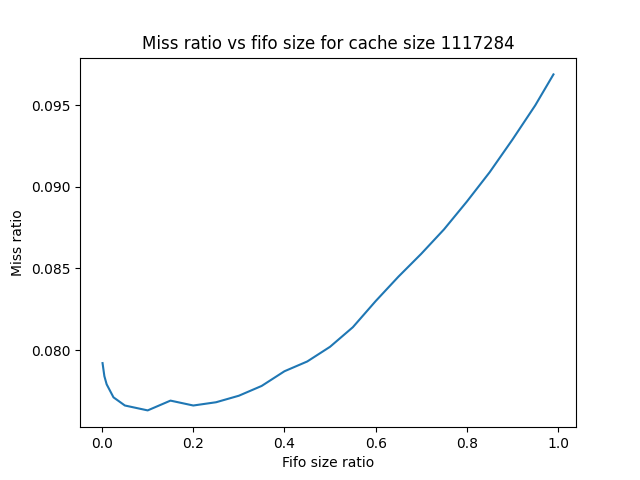 Miss ratio vs fifo size for cache size 1117284
Miss ratio
0.095
0.090
0.085
0.080
0.0 0.2 0.4 0.6 0.8 1.0
Fifo size ratio